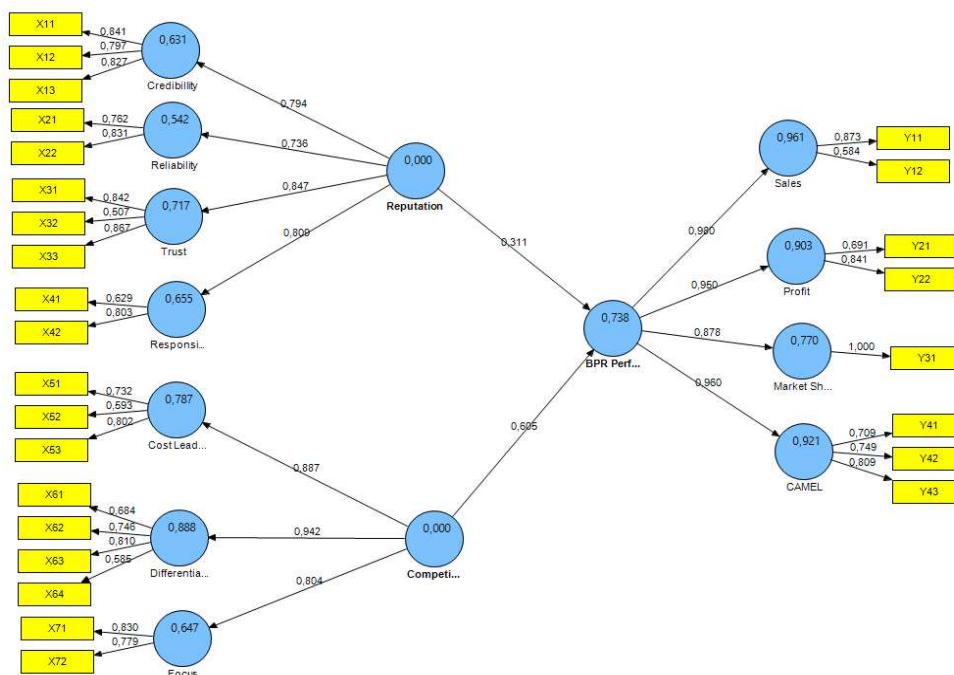 X11
0,841
X12
0,797
X13
0,827
0,631
Credibillity
0,794
X21
0,762
X22
0,831
0,542
Reliability
0,736
X31
0,842
X32
0,507
X33
0,867
0,717
Trust
0,847
0,000
Reputation
X41
0,629
X42
0,803
0,655
Responsi...
0,809
0,311
X51
0,732
X52
0,593
X53
0,802
0,787
Cost Lead...
0,887
X61
0,684
X62
0,746
X63
0,810
X64
0,585
0,888
Differentia...
0,942
0,000
Competi...
0,605
X71
0,830
X72
0,779
0,647
Focus
0,804
0,738
BPR Perf...
0,980
0,961
Sales
0,873
Y11
0,584
Y12
0,950
0,903
Profit
0,691
Y21
0,841
Y22
0,878
0,770
Market Sh...
1,000
Y31
0,960
0,921
CAMEL
0,709
Y41
0,749
Y42
0,809
Y43